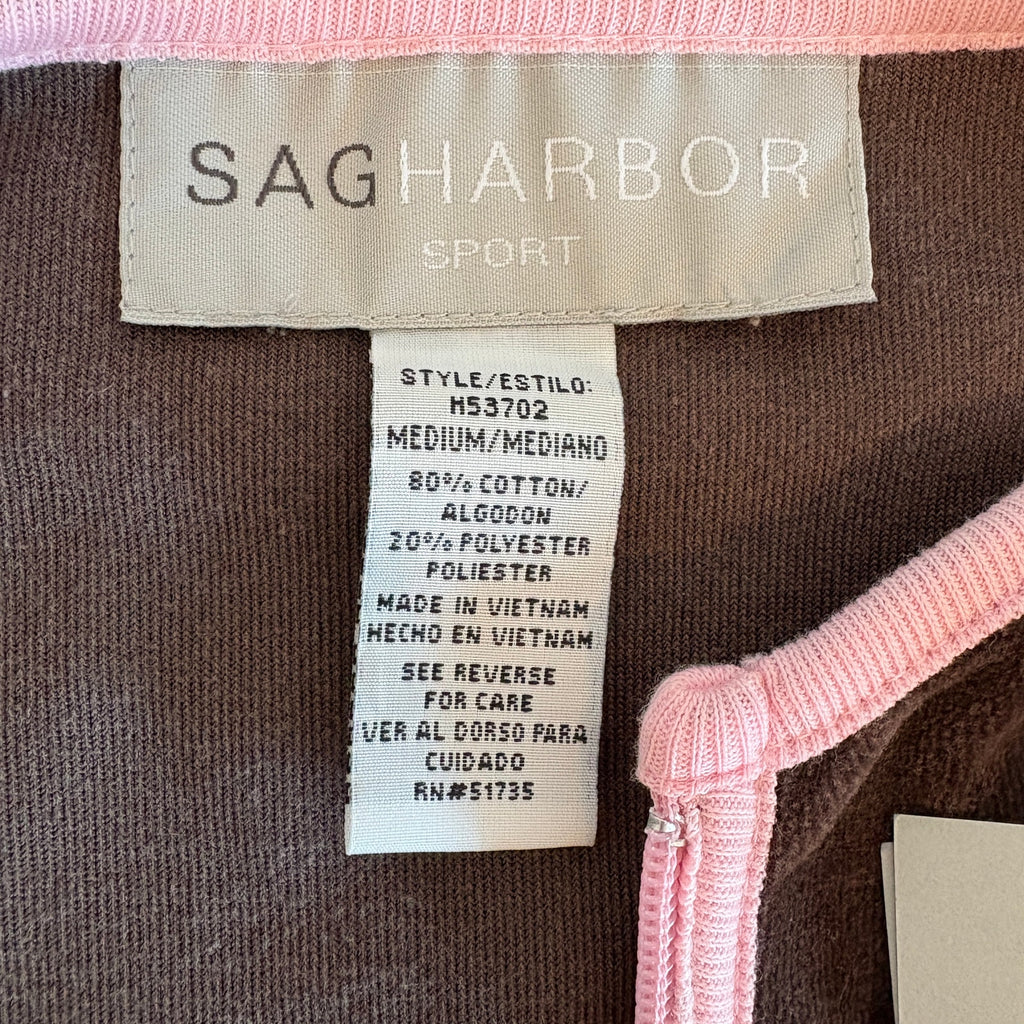 SAGHARBOR
SPORT
STYLE/ESTILO:
H53702
MEDIUM/MEDIANO
80% COTTON/
ALGODON
20% POLYESTER
POLIESTER
MADE IN VIETNAM
HECHO EN VIETNAM
SEE REVERSE
FOR CARE
VER AL DORSO PARA
CUIDADO
RN#51735